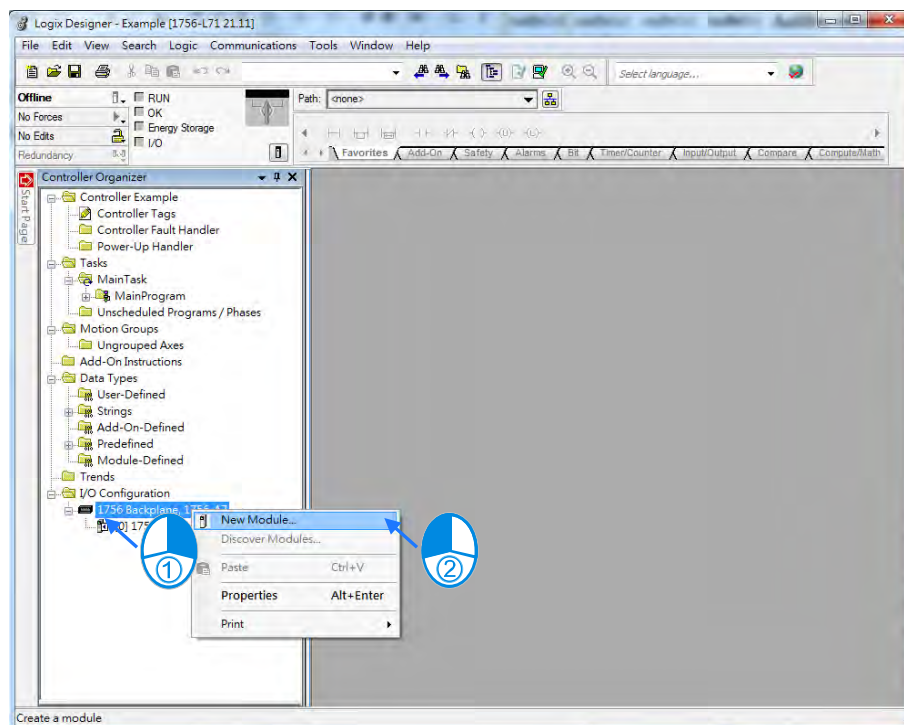 Logix Designer - Example [1756-L71 21.11]
File Edit View Search Logic Communications Tools Window Help
Select language...
Offline RUN Path: <none>
No Forces OK
No Edits Energy Storage
Redundancy I/O
Favorites Add-On Safety Alarms Bit Timer/Counter Input/Output Compare Compute/Math
Start Page
Controller Organizer
Controller Example
Controller Tags
Controller Fault Handler
Power-Up Handler
Tasks
MainTask
MainProgram
Unscheduled Programs / Phases
Motion Groups
Ungrouped Axes
Add-On Instructions
Data Types
User-Defined
Strings
Add-On-Defined
Predefined
Module-Defined
Trends
I/O Configuration
1756 Backplane, 1756-A7
New Module...
Discover Modules...
Paste Ctrl+V
Properties Alt+Enter
Print
1
2
Create a module